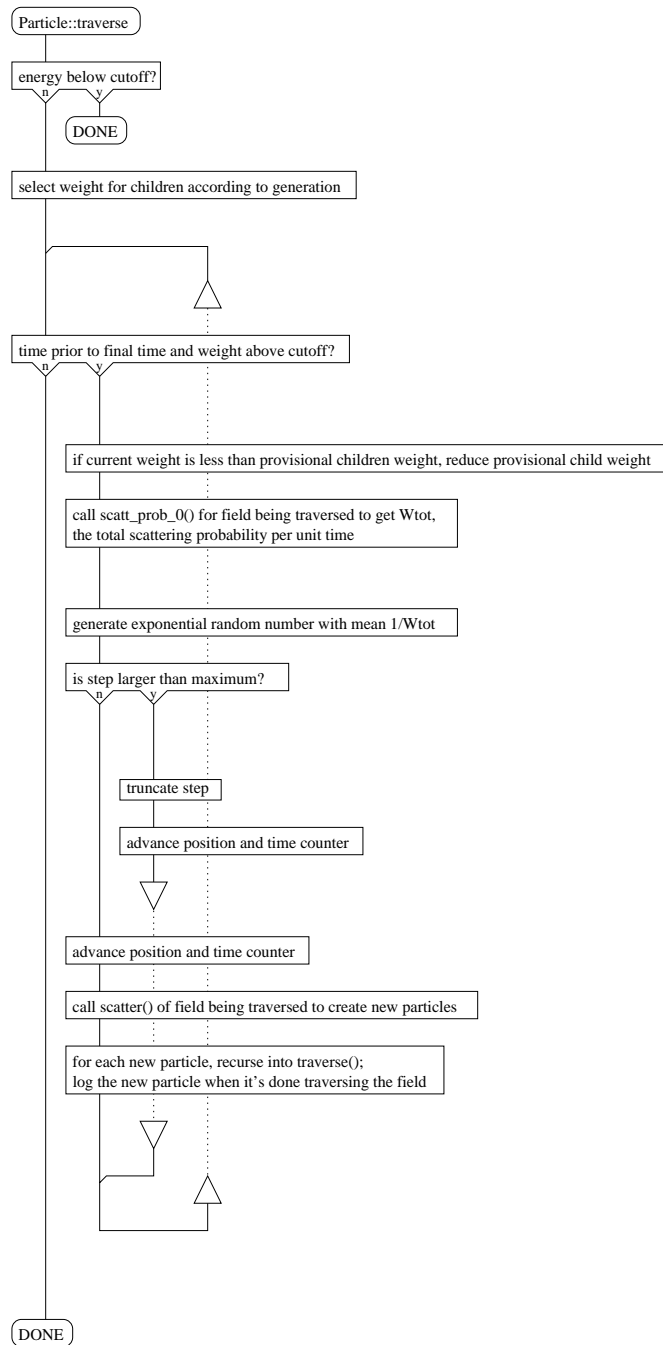 Particle::traverse
energy below cutoff?
n y
DONE
select weight for children according to generation
time prior to final time and weight above cutoff?
n y
if current weight is less than provisional children weight, reduce provisional child weight
call scatt_prob_0() for field being traversed to get Wtot,
the total scattering probability per unit time
generate exponential random number with mean 1/Wtot
is step larger than maximum?
n y
truncate step
advance position and time counter
advance position and time counter
call scatter() of field being traversed to create new particles
for each new particle, recurse into traverse();
log the new particle when it's done traversing the field
DONE